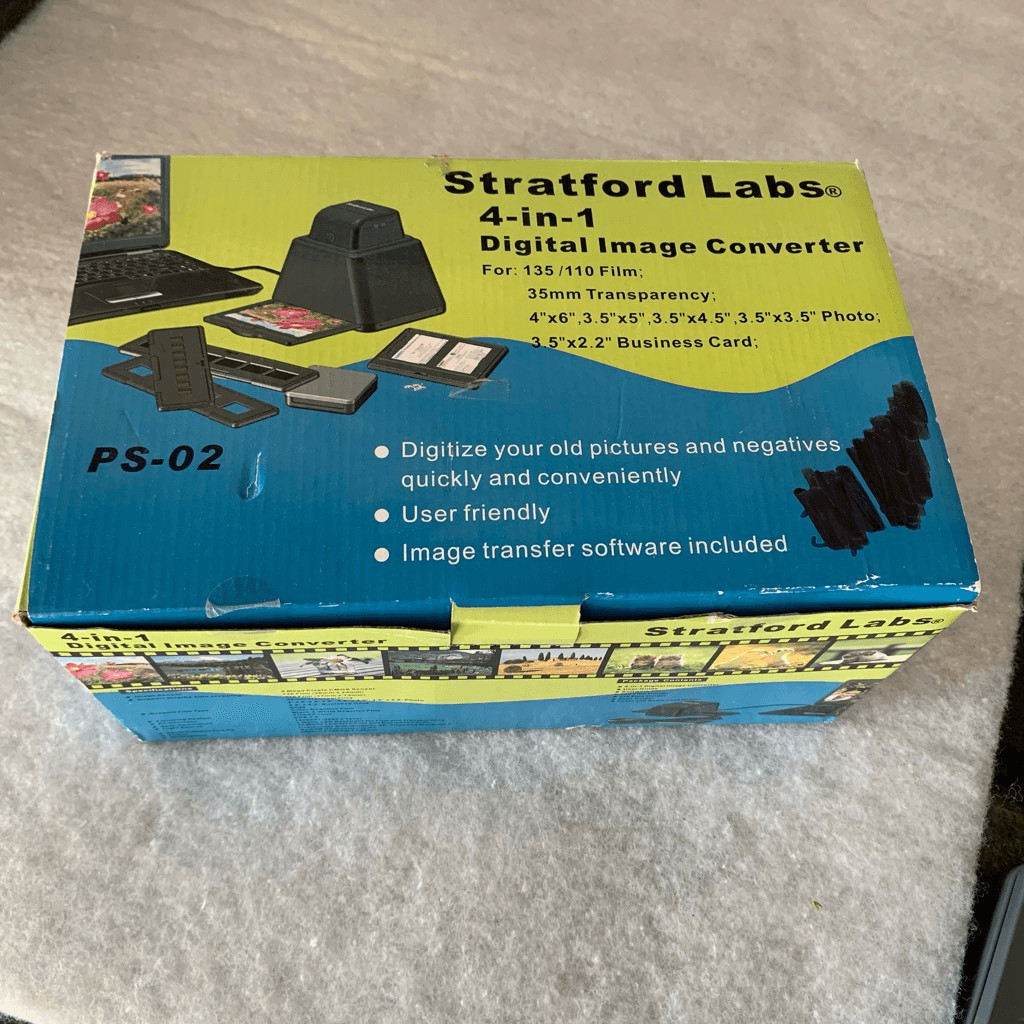 Stratford Labs®
4-in-1
Digital Image Converter
For: 135/110 Film;
35mm Transparency;
4"x6",3.5"x5",3.5"x4.5",3.5"x3.5" Photo;
3.5"x2.2" Business Card;
PS-02
● Digitize your old pictures and negatives
quickly and conveniently
● User friendly
● Image transfer software included
4-in-1
Digital Image Converter
Stratford Labs®
Specifications
Package Contents